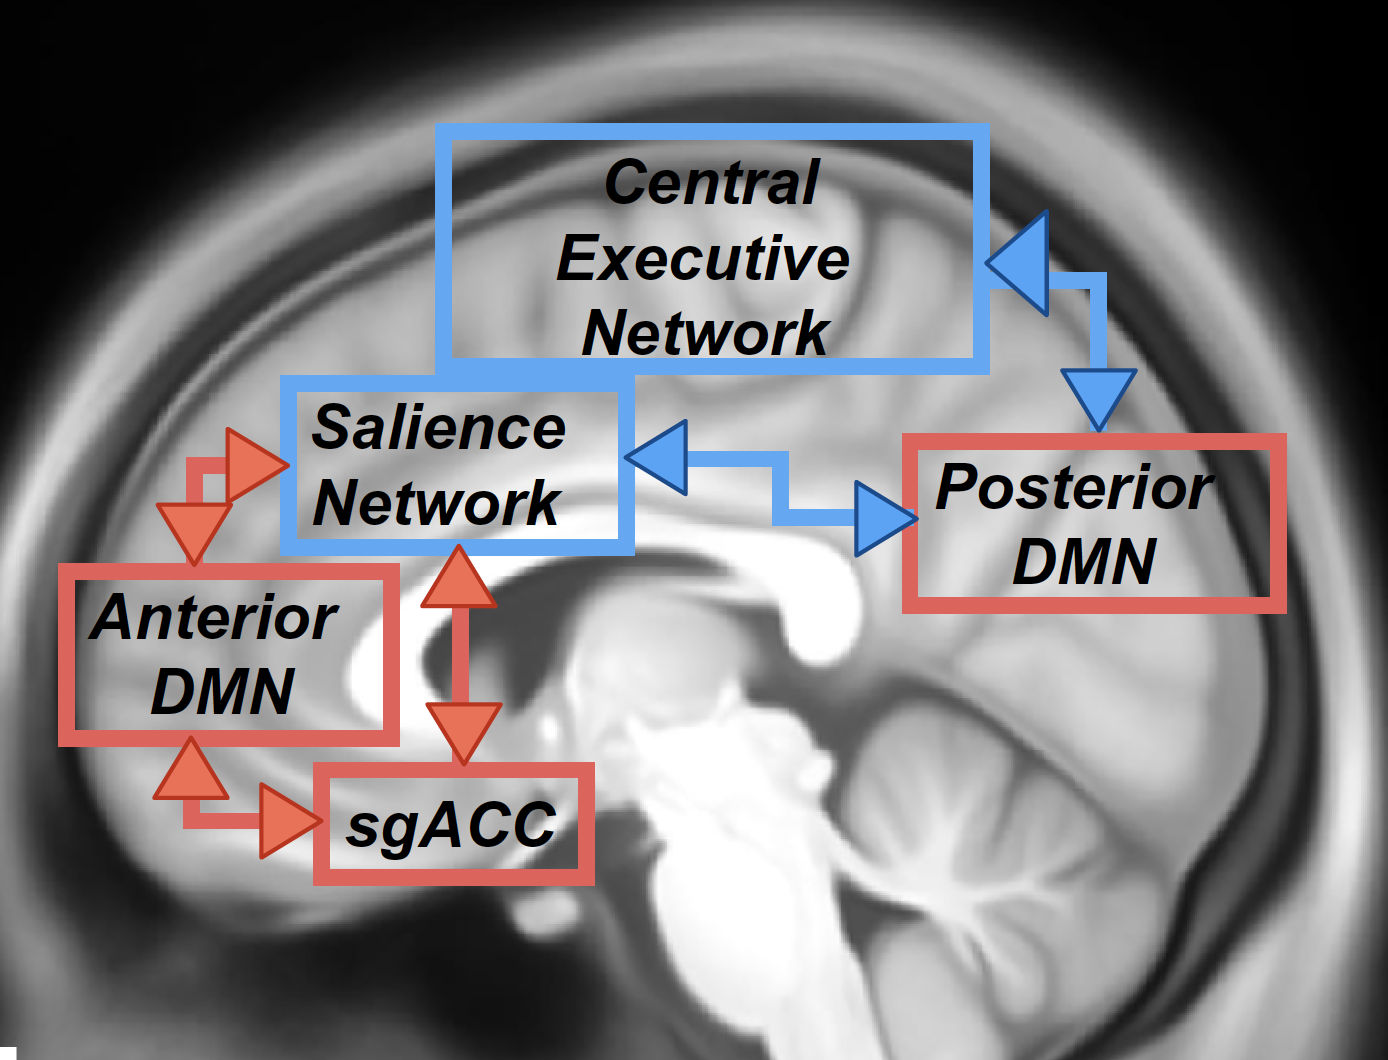 Central
Executive
Network
Salience
Network
Posterior
DMN
Anterior
DMN
sgACC